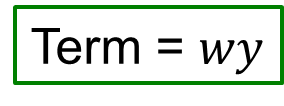 Term = wy